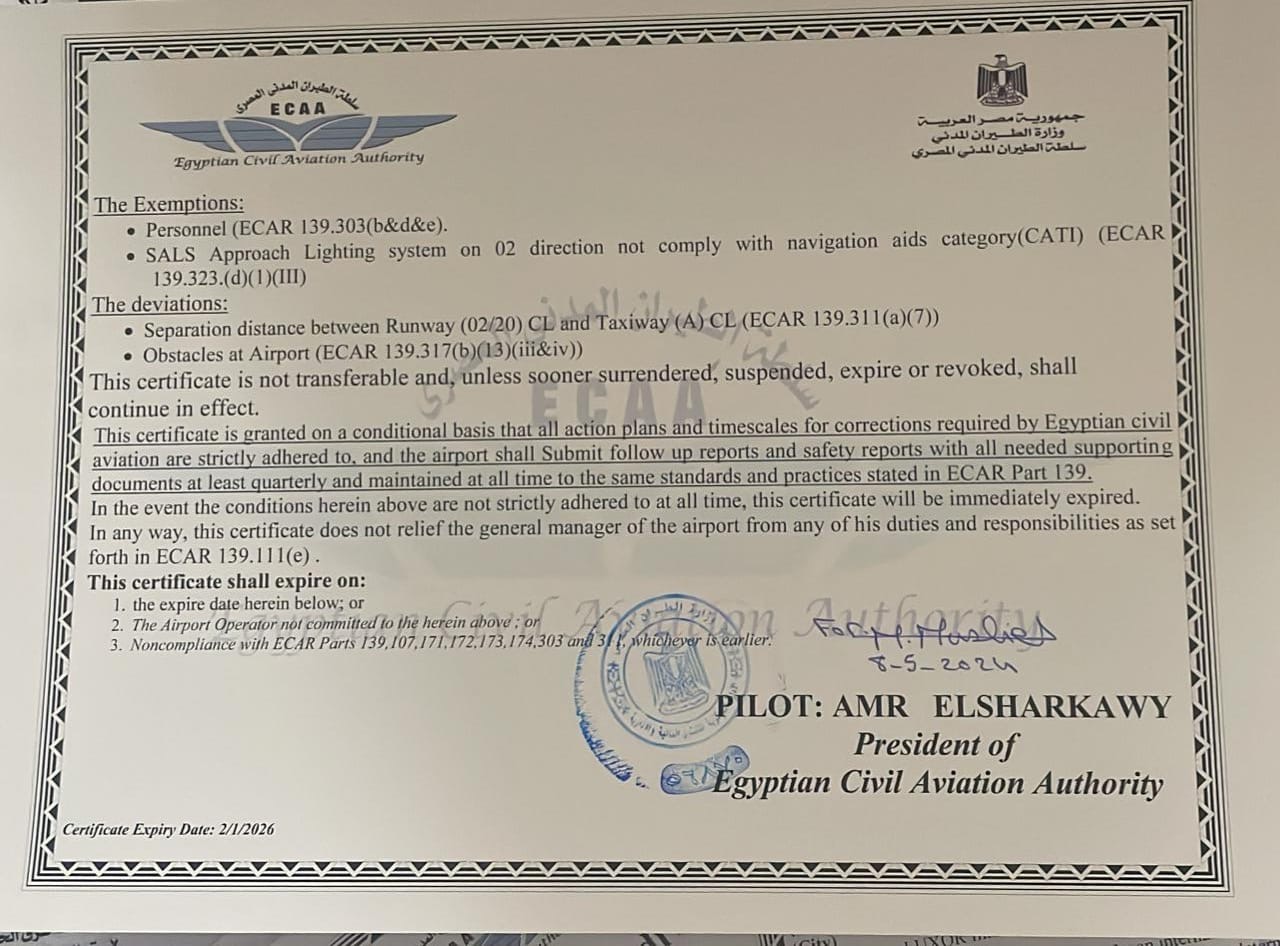 سلطة الطيران المدنى المصرى
ECAA
Egyptian Civil Aviation Authority
جمهورية مصر العربية
وزارة الطيران المدني
سلطة الطيران المدني المصري
The Exemptions:
• Personnel (ECAR 139.303(b&d&e).
• SALS Approach Lighting system on 02 direction not comply with navigation aids category(CATI) (ECAR
139.323.(d)(1)(III)
The deviations:
• Separation distance between Runway (02/20) CL and Taxiway (A) CL (ECAR 139.311(a)(7))
• Obstacles at Airport (ECAR 139.317(b)(13)(iii&iv))
This certificate is not transferable and, unless sooner surrendered, suspended, expire or revoked, shall
continue in effect.
This certificate is granted on a conditional basis that all action plans and timescales for corrections required by Egyptian civil
aviation are strictly adhered to, and the airport shall Submit follow up reports and safety reports with all needed supporting
documents at least quarterly and maintained at all time to the same standards and practices stated in ECAR Part 139.
In the event the conditions herein above are not strictly adhered to at all time, this certificate will be immediately expired.
In any way, this certificate does not relief the general manager of the airport from any of his duties and responsibilities as set
forth in ECAR 139.111(e) .
This certificate shall expire on:
1. the expire date herein below; or
2. The Airport Operator not committed to the herein above ; or
3. Noncompliance with ECAR Parts 139,107,171,172,173,174,303 and 311, whichever is earlier.
سلطة الطيران المدنى المصرى
ECAA
Egyptian Civil Aviation Authority
For
8-5-2024
PILOT: AMR ELSHARKAWY
President of
Egyptian Civil Aviation Authority
Certificate Expiry Date: 2/1/2026